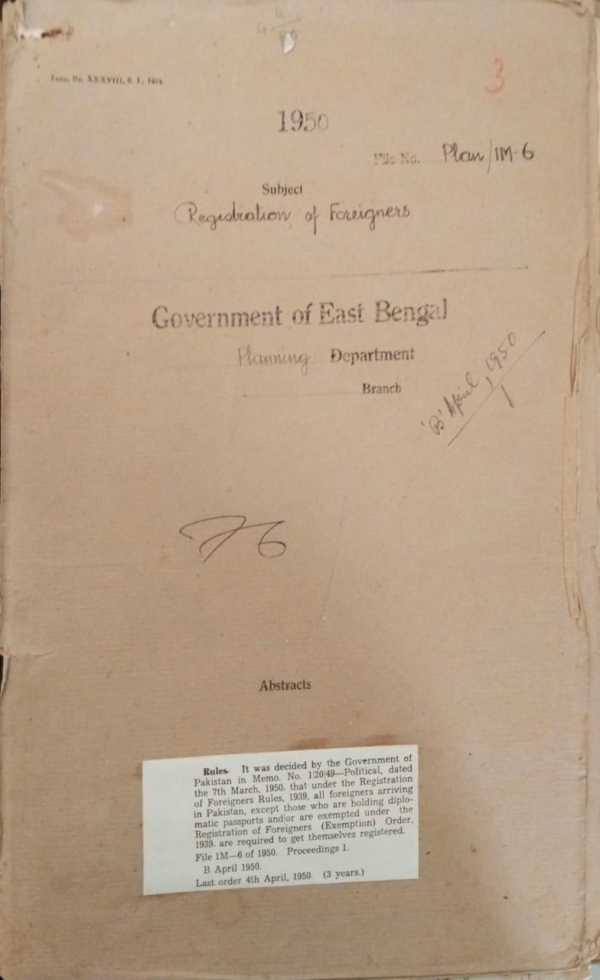 Form No. XXXVIII, S. I., 1924
3
1950
File No. Plan/1M-6
Subject
Registration of Foreigners
Government of East Bengal
Planning Department
Branch
'B' April, 1950
1
76
Abstracts
Rules- It was decided by the Government of
Pakistan in Memo. No. 1|20|49—Political, dated
the 7th March, 1950. that under the Registration
of Foreigners Rules, 1939, all foreigners arriving
in Pakistan, except those who are holding diplo-
matic passports and|or are exempted under the
Registration of Foreigners (Exemption) Order,
1939. are required to get themselves registered.
File 1M—6 of 1950. Proceedings 1.
B April 1950.
Last order 4th April, 1950. (3 years.)